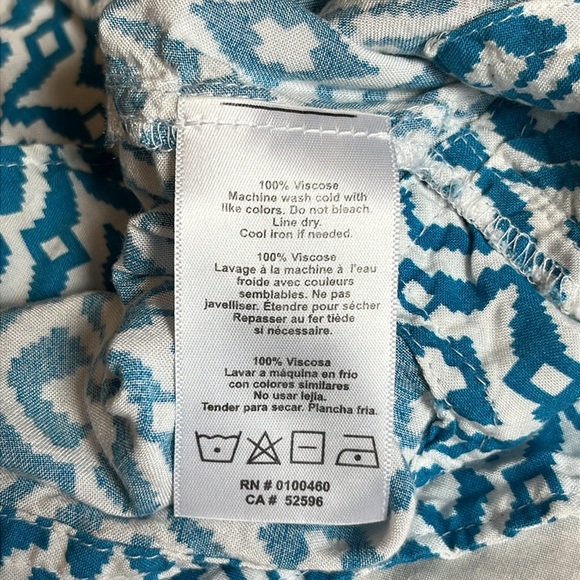 100% Viscose
Machine wash cold with
like colors. Do not bleach.
Line dry.
Cool iron if needed.
100% Viscose
Lavage à la machine à l'eau
froide avec couleurs
semblables. Ne pas
javelliser. Étendre pour sécher
Repasser au fer tiède
si nécessaire.
100% Viscosa
Lavar a máquina en frío
con colores similares
No usar lejia.
Tender para secar. Plancha fria.
RN # 0100460
CA # 52596